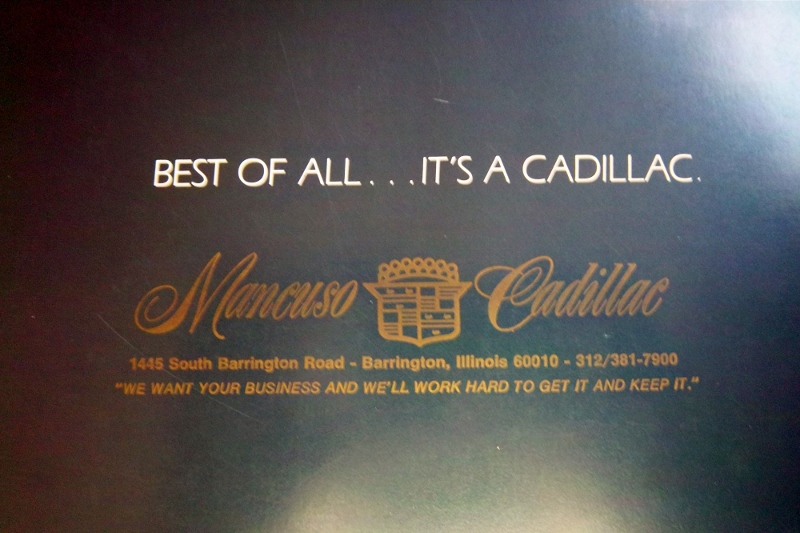 BEST OF ALL...IT'S A CADILLAC.
Mancuso Cadillac
1445 South Barrington Road - Barrington, Illinois 60010 - 312/381-7900
"WE WANT YOUR BUSINESS AND WE'LL WORK HARD TO GET IT AND KEEP IT."